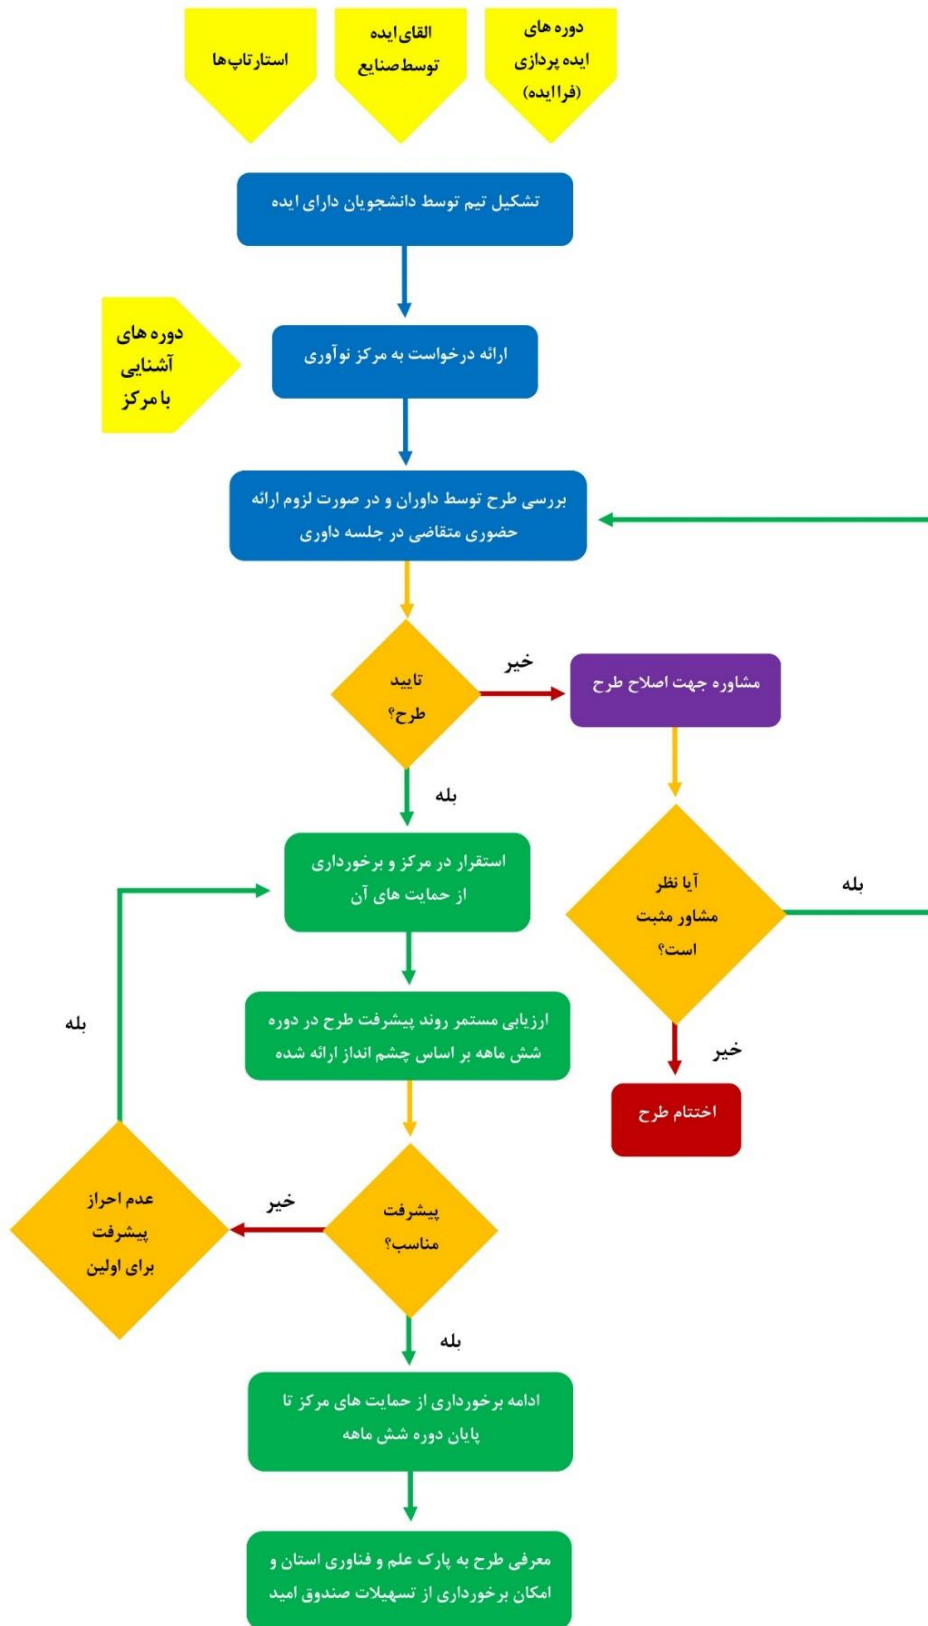 دوره های
ایده پردازی
(فرا ایده)
القای ایده
توسط صنایع
استارتاپ‌ها
تشکیل تیم توسط دانشجویان دارای ایده
دوره های
آشنایی
با مرکز
ارائه درخواست به مرکز نوآوری
بررسی طرح توسط داوران و در صورت لزوم ارائه
حضوری متقاضی در جلسه داوری
تایید
طرح؟
خیر
مشاوره جهت اصلاح طرح
بله
آیا نظر
مشاور مثبت
است؟
بله
خیر
اختتام طرح
استقرار در مرکز و برخورداری
از حمایت های آن
ارزیابی مستمر روند پیشرفت طرح در دوره
شش ماهه بر اساس چشم انداز ارائه شده
پیشرفت
مناسب؟
خیر
عدم احراز
پیشرفت
برای اولین
بله
بله
ادامه برخورداری از حمایت های مرکز تا
پایان دوره شش ماهه
معرفی طرح به پارک علم و فناوری استان و
امکان برخورداری از تسهیلات صندوق امید